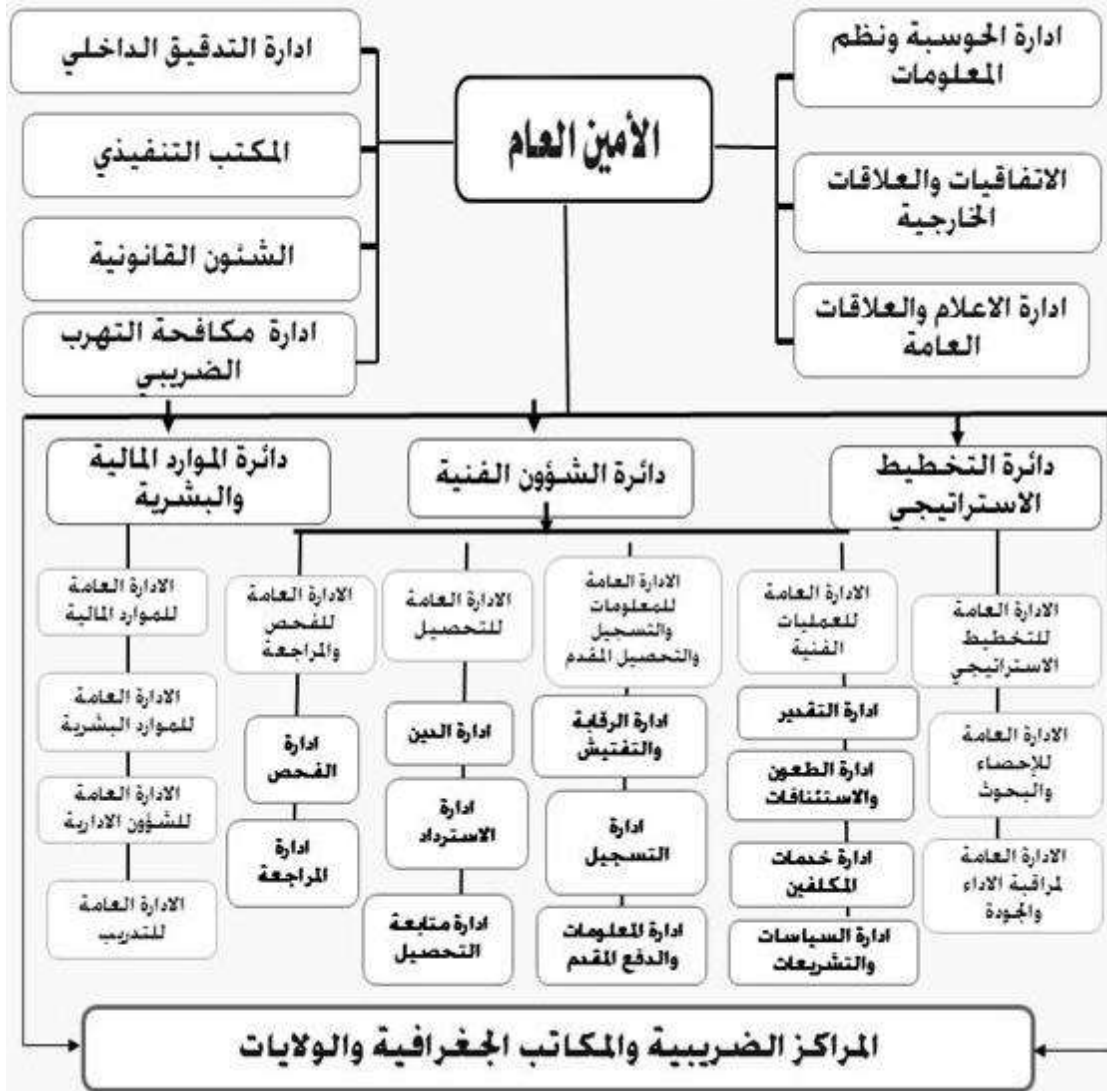 ادارة الحوسبة ونظم
المعلومات
الاتفاقيات والعلاقات
الخارجية
ادارة الاعلام والعلاقات
العامة
الأمين العام
ادارة التدقيق الداخلي
المكتب التنفيذي
الشئون القانونية
ادارة مكافحة التهرب
الضريبي
دائرة التخطيط
الاستراتيجي
الادارة العامة
للتخطيط
الاستراتيجي
الادارة العامة
للإحصاء
والبحوث
الادارة العامة
لمراقبة الاداء
والجودة
دائرة الشؤون الفنية
الادارة العامة
للعمليات
الفنية
ادارة التقدير
ادارة الطعون
والاستئنافات
ادارة خدمات
المكلفين
ادارة السياسات
والتشريعات
الادارة العامة
للمعلومات
والتسجيل
والتحصيل المقدم
ادارة الرقابة
والتفتيش
ادارة
التسجيل
ادارة المعلومات
والدفع المقدم
الادارة العامة
للتحصيل
ادارة الدين
ادارة
الاسترداد
ادارة متابعة
التحصيل
الادارة العامة
للفحص
والمراجعة
ادارة
الفحص
ادارة
المراجعة
دائرة الموارد المالية
والبشرية
الادارة العامة
للموارد المالية
الادارة العامة
للموارد البشرية
الادارة العامة
للشؤون الادارية
الادارة العامة
للتدريب
المراكز الضريبية والمكاتب الجغرافية والولايات